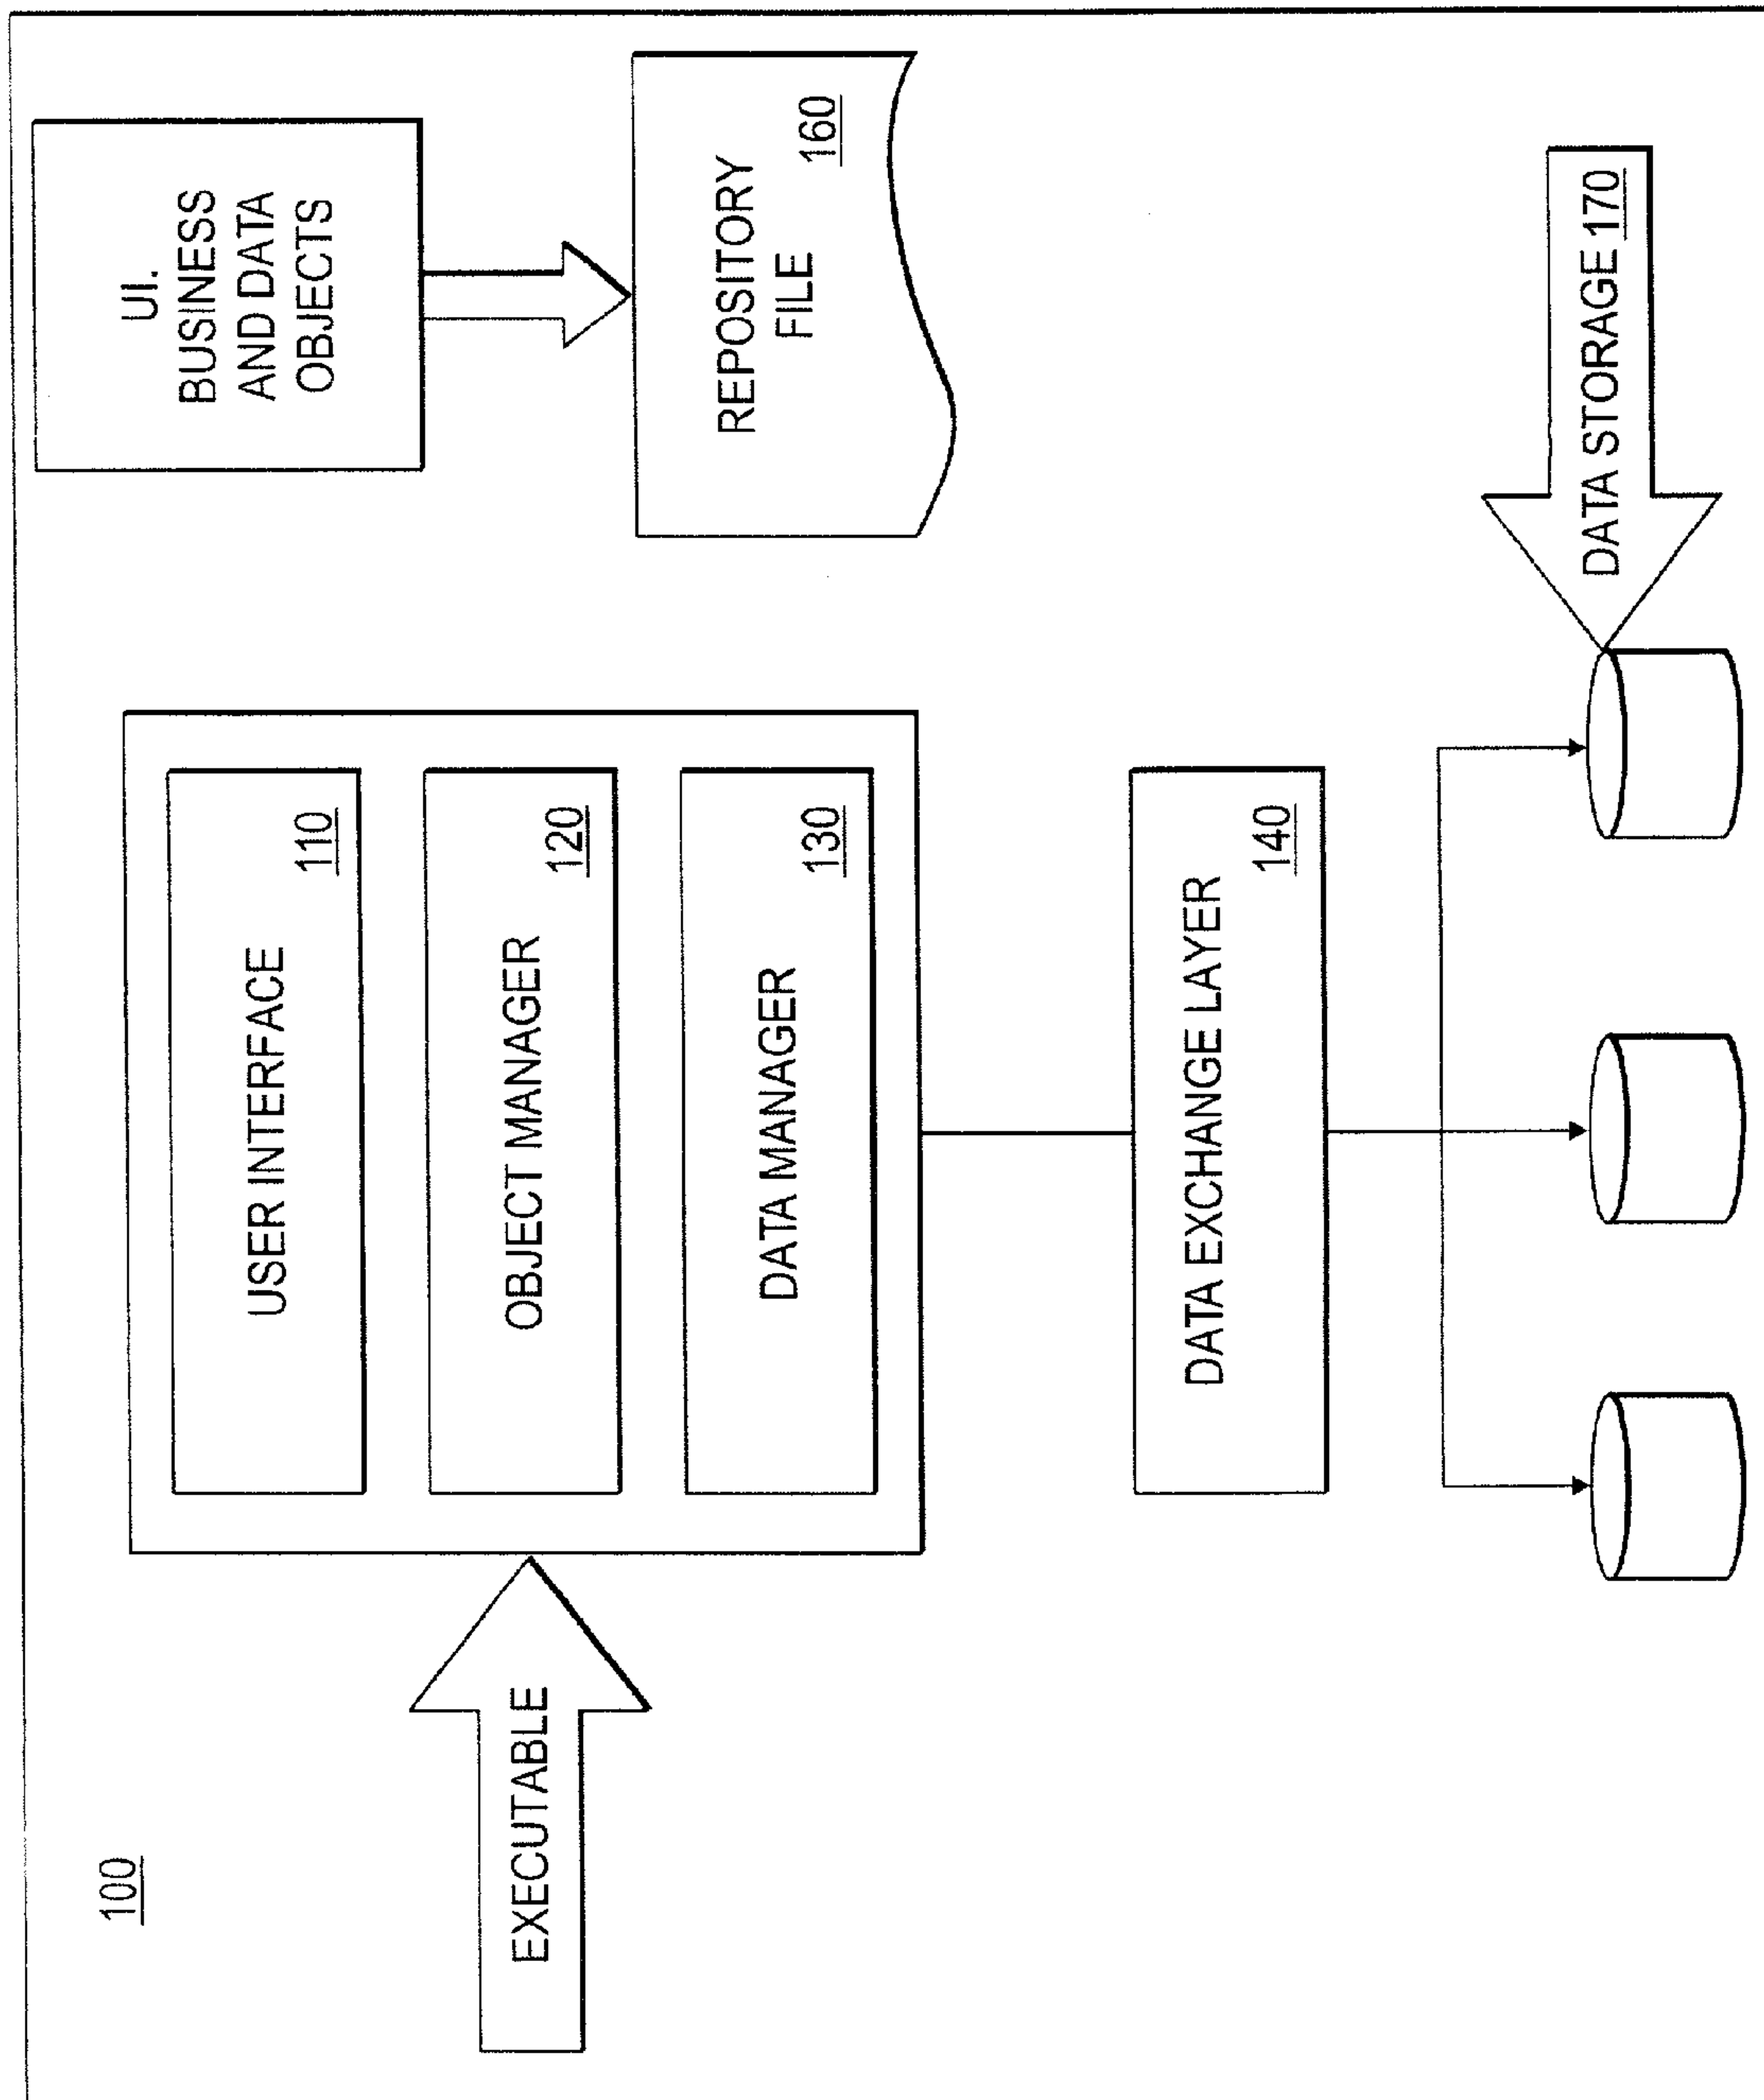 100
EXECUTABLE
USER INTERFACE
110
OBJECT MANAGER
120
DATA MANAGER
130
DATA EXCHANGE LAYER
140
UI.
BUSINESS
AND DATA
OBJECTS
REPOSITORY
FILE
160
DATA STORAGE 170